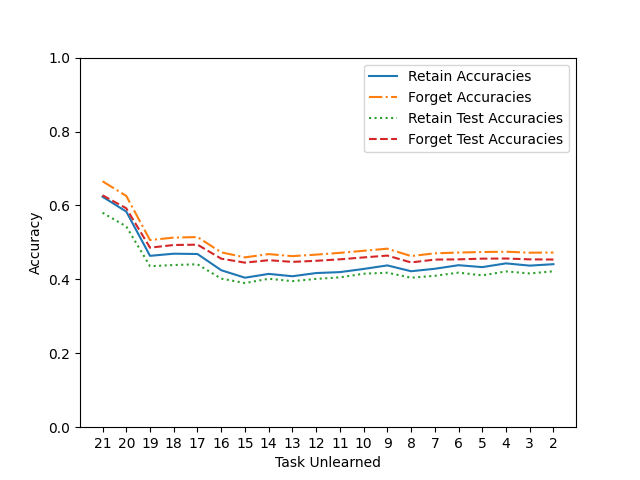 1.0
0.8
0.6
0.4
0.2
0.0
Accuracy
Retain Accuracies
Forget Accuracies
Retain Test Accuracies
Forget Test Accuracies
21 20 19 18 17 16 15 14 13 12 11 10 9 8 7 6 5 4 3 2
Task Unlearned